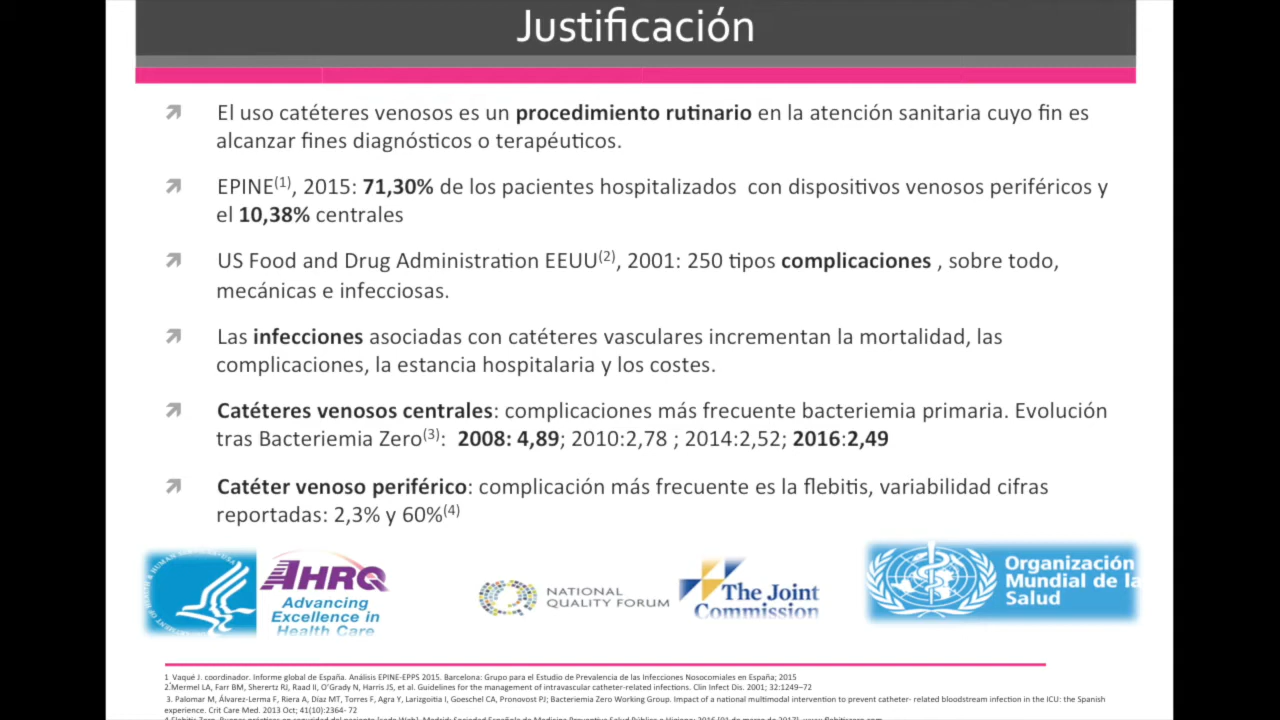 Justificación
El uso catéteres venosos es un procedimiento rutinario en la atención sanitaria cuyo fin es
alcanzar fines diagnósticos o terapéuticos.
EPINE(1), 2015: 71,30% de los pacientes hospitalizados con dispositivos venosos periféricos y
el 10,38% centrales
US Food and Drug Administration EEUU(2), 2001: 250 tipos complicaciones , sobre todo,
mecánicas e infecciosas.
Las infecciones asociadas con catéteres vasculares incrementan la mortalidad, las
complicaciones, la estancia hospitalaria y los costes.
Catéteres venosos centrales: complicaciones más frecuente bacteriemia primaria. Evolución
tras Bacteriemia Zero(3): 2008: 4,89; 2010:2,78 ; 2014:2,52; 2016:2,49
Catéter venoso periférico: complicación más frecuente es la flebitis, variabilidad cifras
reportadas: 2,3% y 60%(4)
AHRQ
Advancing
Excellence in
Health Care
NATIONAL
QUALITY FORUM
The Joint
Commission
Organización
Mundial de la
Salud
1 Vaqué J. coordinador. Informe global de España. Análisis EPINE-EPPS 2015. Barcelona: Grupo para el Estudio de Prevalencia de las Infecciones Nosocomiales en España; 2015
2.Mermel LA, Farr BM, Sherertz RJ, Raad II, O'Grady N, Harris JS, et al. Guidelines for the management of intravascular catheter-related infections. Clin Infect Dis. 2001; 32:1249–72
3. Palomar M, Álvarez-Lerma F, Riera A, Díaz MT, Torres F, Agra Y, Larizgoitia I, Goeschel CA, Pronovost PJ; Bacteriemia Zero Working Group. Impact of a national multimodal intervention to prevent catheter- related bloodstream infection in the ICU: the Spanish
experience. Crit Care Med. 2013 Oct; 41(10):2364- 72